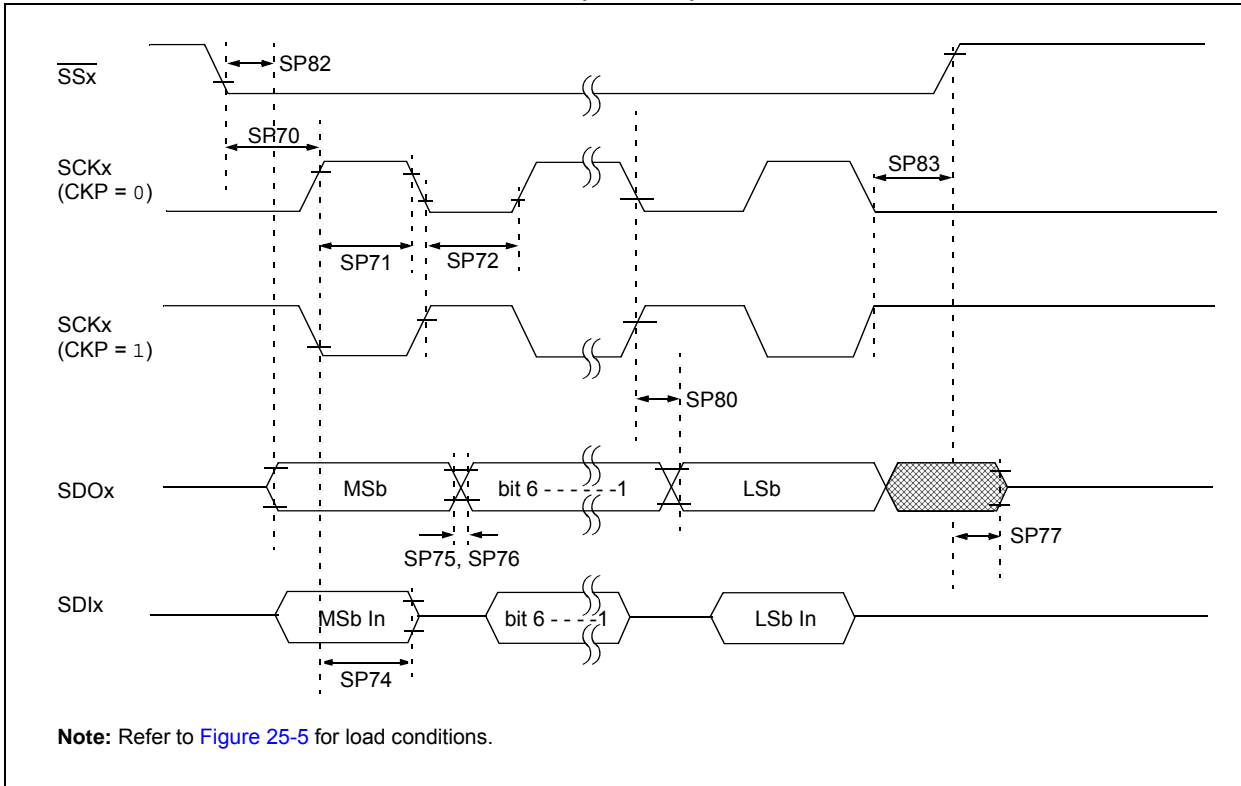 SSx
SP82
SP70
SCKx
(CKP = 0)
SP83
SP71
SP72
SCKx
(CKP = 1)
SP80
SDOx
MSb
bit 6 - - - - - -1
LSb
SP77
SP75, SP76
SDIx
MSb In
bit 6 - - - -1
LSb In
SP74
Note: Refer to Figure 25-5 for load conditions.